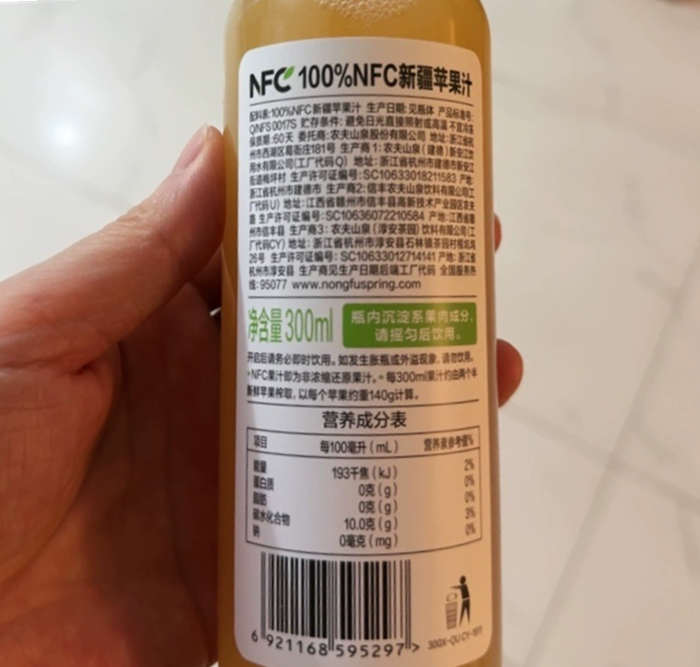 NFC 100%NFC新疆苹果汁
配料表:100%NFC新疆苹果汁 生产日期:见瓶体 产品标准号:
Q/NFS 0017S 贮存条件:避免日光直接照射或高温 不宜冷冻
保质期:60天 委托商:农夫山泉股份有限公司 地址:浙江省杭
州市西湖区葛衙庄181号 生产商1:农夫山泉(建德)新安江饮
用水有限公司(工厂代码Q) 地址:浙江省杭州市建德市新安江
街道梅坪村 生产许可证编号:SC10633018211583 产地:
浙江省杭州市建德市 生产商2:信丰农夫山泉饮料有限公司(工
厂代码U) 地址:江西省赣州市信丰县高新技术产业园区农夫
路 生产许可证编号:SC10636072210584 产地:江西省赣
州市信丰县 生产商3:农夫山泉(淳安茶园)饮料有限公司(工
厂代码CY) 地址:浙江省杭州市淳安县石林镇茶园村
26号 生产许可证编号:SC10633012714141 产地:浙江省
杭州市淳安县 生产商见生产日期后端工厂代码 全国服务热
线:95077 www.nongfuspring.com
净含量300ml
瓶内沉淀系果肉成分,
请摇匀后饮用。
开启后请务必即时饮用。如发生胀瓶或外溢现象,请勿饮用。
*NFC果汁即为非浓缩还原果汁。*每300ml果汁约由两个半
新鲜苹果榨取,以每个苹果约重140g计算。
营养成分表
项目 每100毫升(mL) 营养素参考值%
能量 193千焦(kJ) 2%
蛋白质 0克(g) 0%
脂肪 0克(g) 0%
碳水化合物 10.0克(g) 3%
钠 0毫克(mg) 0%
6 921168 595297>